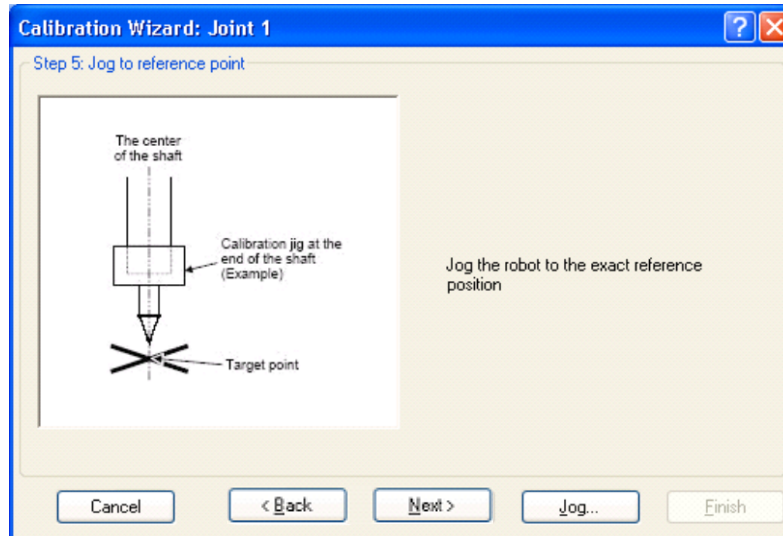 Calibration Wizard: Joint 1
Step 5: Jog to reference point
The center
of the shaft
Calibration jig at the
end of the shaft
(Example)
Target point
Jog the robot to the exact reference
position
Cancel
< Back
Next >
Jog...
Finish